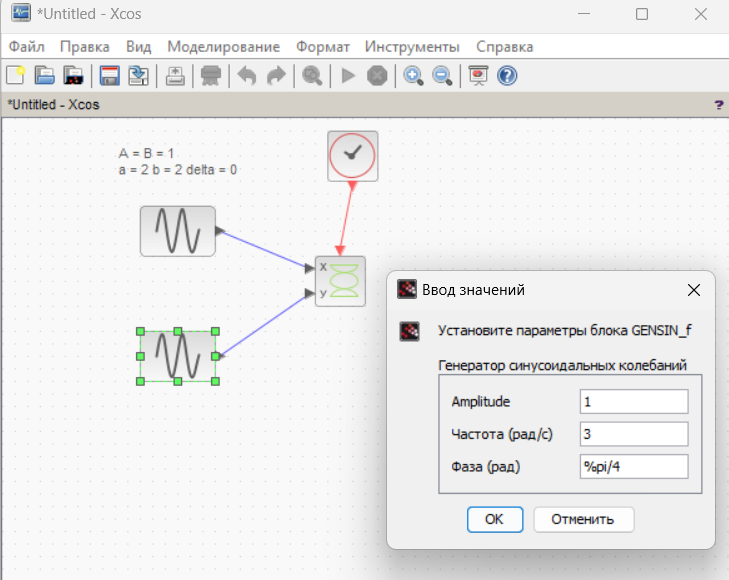 *Untitled - Xcos
Файл Правка Вид Моделирование Формат Инструменты Справка
*Untitled - Xcos ?
A = B = 1
a = 2 b = 2 delta = 0
X
y
Ввод значений
Установите параметры блока GENSIN_f
Генератор синусоидальных колебаний
Amplitude 1
Частота (рад/с) 3
Фаза (рад) %pi/4
OK Отменить